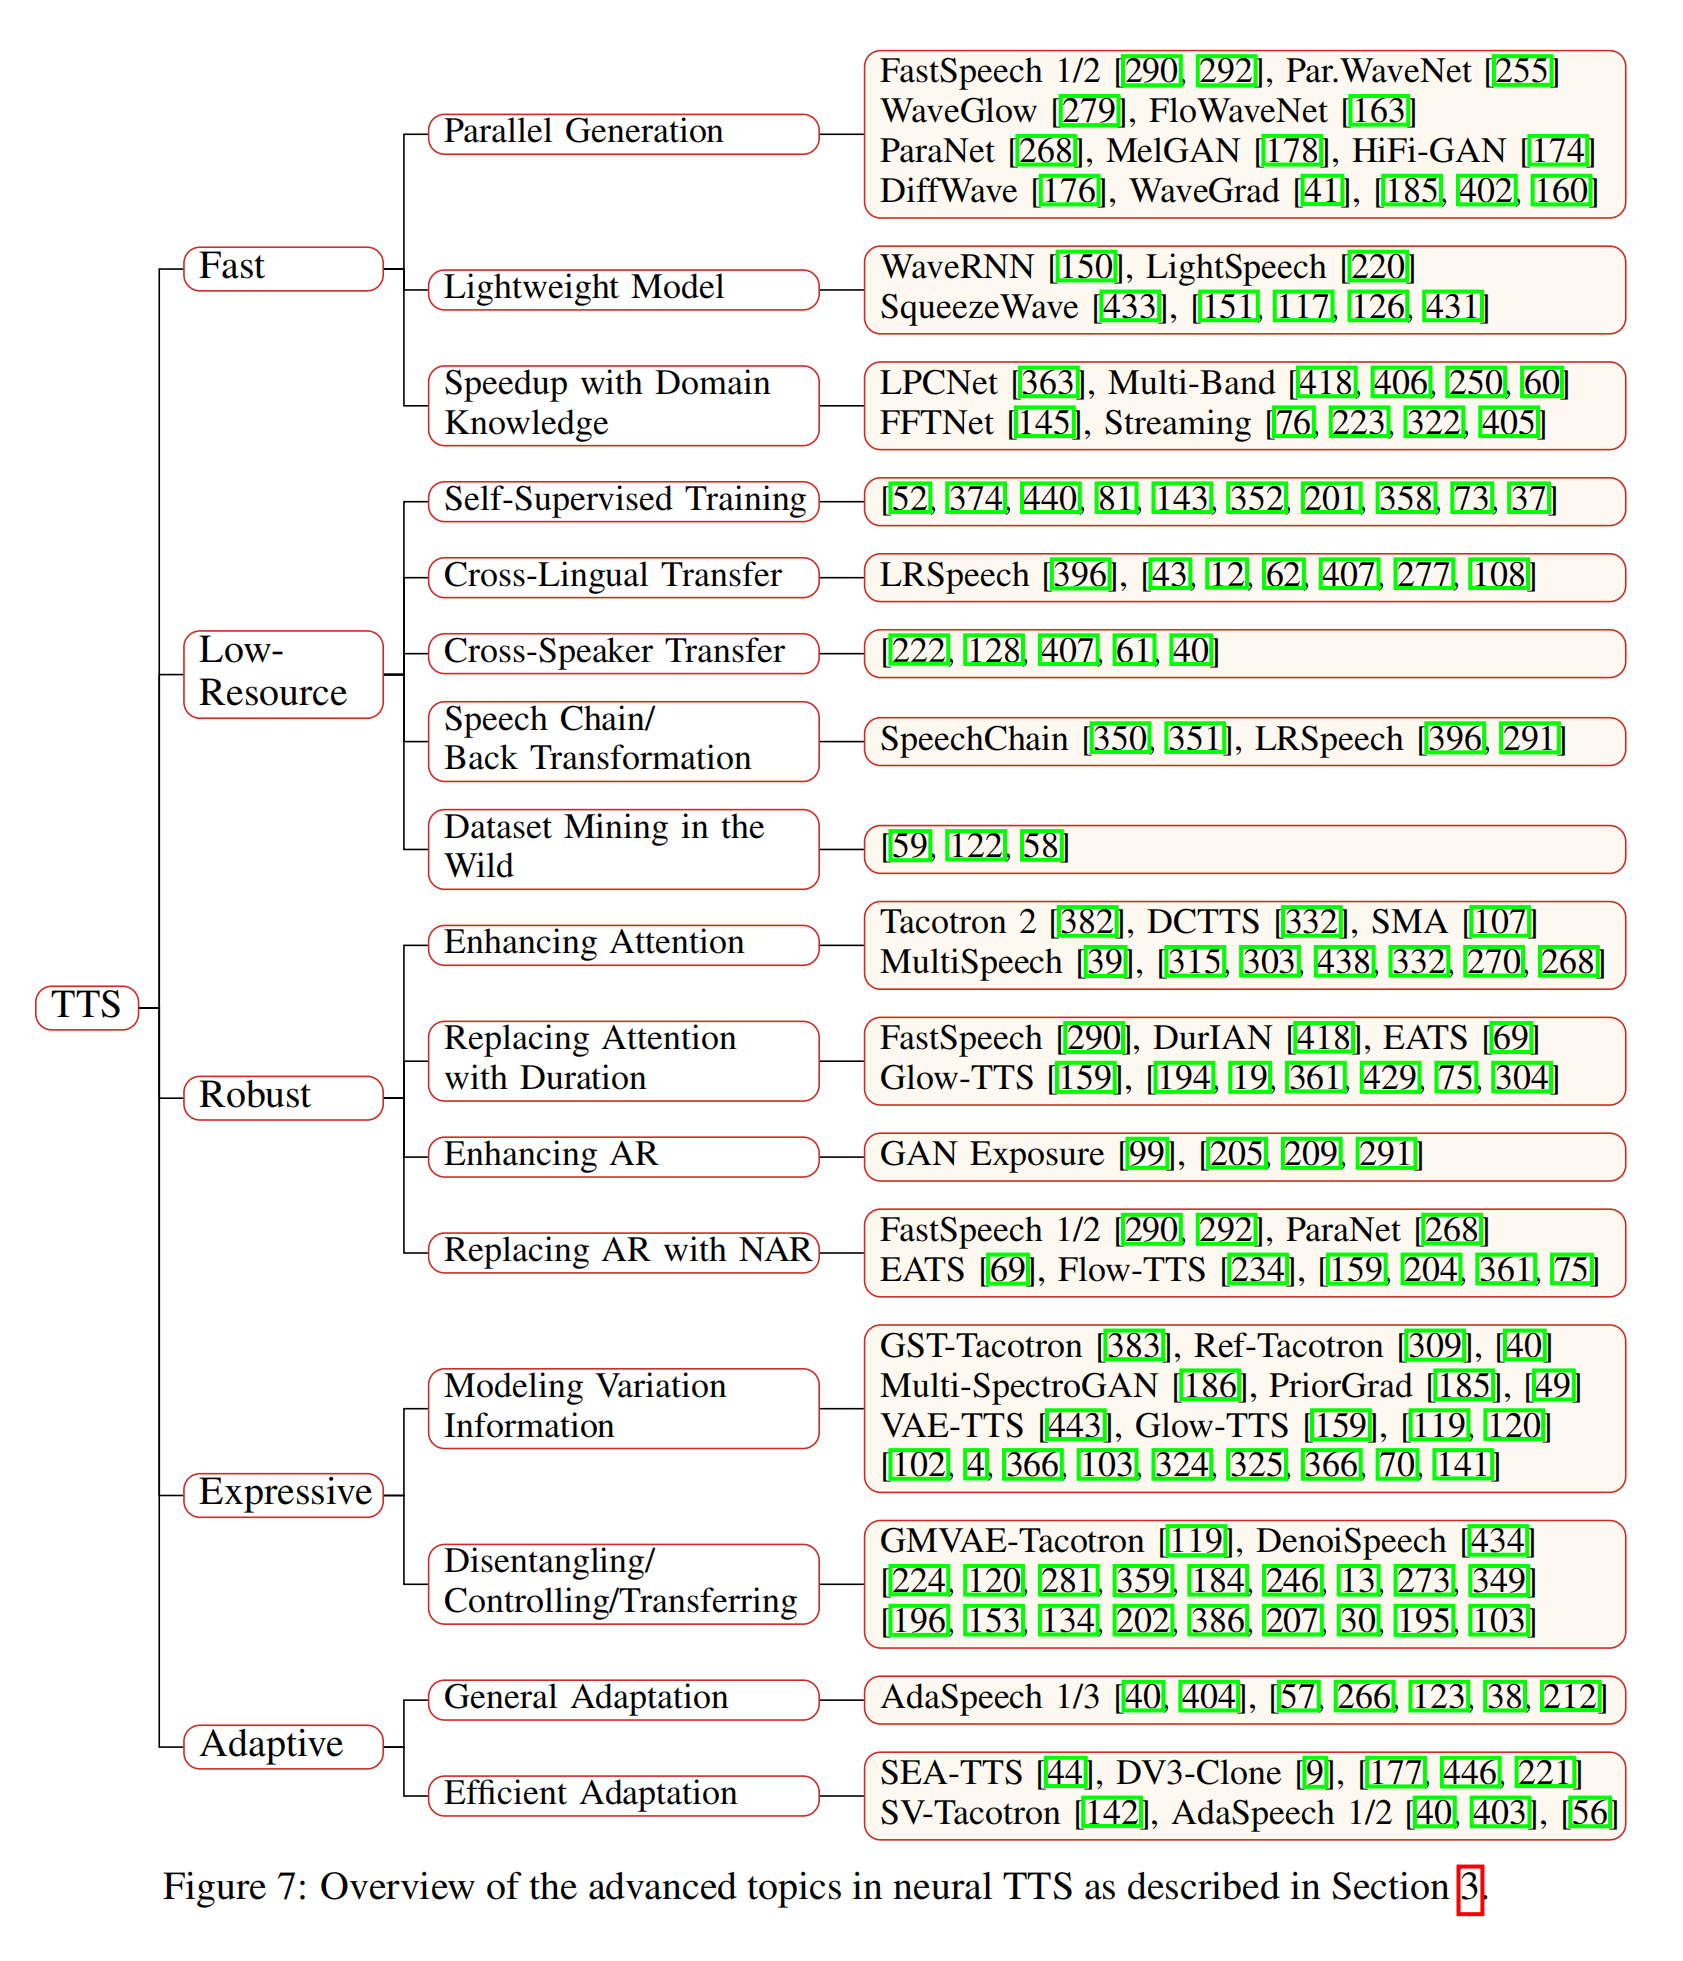 TTS
Fast
Parallel Generation
FastSpeech 1/2 [290, 292], Par.WaveNet [255]
WaveGlow [279], FloWaveNet [163]
ParaNet [268], MelGAN [178], HiFi-GAN [174]
DiffWave [176], WaveGrad [41], [185, 402, 160]
Lightweight Model
WaveRNN [150], LightSpeech [220]
SqueezeWave [433], [151, 117, 126, 431]
Speedup with Domain
Knowledge
LPCNet [363], Multi-Band [418, 406, 250, 60]
FFTNet [145], Streaming [76, 223, 322, 405]
Low-
Resource
Self-Supervised Training
[52, 374, 440, 81, 143, 352, 201, 358, 73, 37]
Cross-Lingual Transfer
LRSpeech [396], [43, 12, 62, 407, 277, 108]
Cross-Speaker Transfer
[222, 128, 407, 61, 40]
Speech Chain/
Back Transformation
SpeechChain [350, 351], LRSpeech [396, 291]
Dataset Mining in the
Wild
[59, 122, 58]
Robust
Enhancing Attention
Tacotron 2 [382], DCTTS [332], SMA [107]
MultiSpeech [39], [315, 303, 438, 332, 270, 268]
Replacing Attention
with Duration
FastSpeech [290], DurIAN [418], EATS [69]
Glow-TTS [159], [194, 19, 361, 429, 75, 304]
Enhancing AR
GAN Exposure [99], [205, 209, 291]
Replacing AR with NAR
FastSpeech 1/2 [290, 292], ParaNet [268]
EATS [69], Flow-TTS [234], [159, 204, 361, 75]
Expressive
Modeling Variation
Information
GST-Tacotron [383], Ref-Tacotron [309], [40]
Multi-SpectroGAN [186], PriorGrad [185], [49]
VAE-TTS [443], Glow-TTS [159], [119, 120]
[102, 4, 366, 103, 324, 325, 366, 70, 141]
Disentangling/
Controlling/Transferring
GMVAE-Tacotron [119], DenoiSpeech [434]
[224, 120, 281, 359, 184, 246, 13, 273, 349]
[196, 153, 134, 202, 386, 207, 30, 195, 103]
Adaptive
General Adaptation
AdaSpeech 1/3 [40, 404], [57, 266, 123, 38, 212]
Efficient Adaptation
SEA-TTS [44], DV3-Clone [9], [177, 446, 221]
SV-Tacotron [142], AdaSpeech 1/2 [40, 403], [56]
Figure 7: Overview of the advanced topics in neural TTS as described in Section 3.